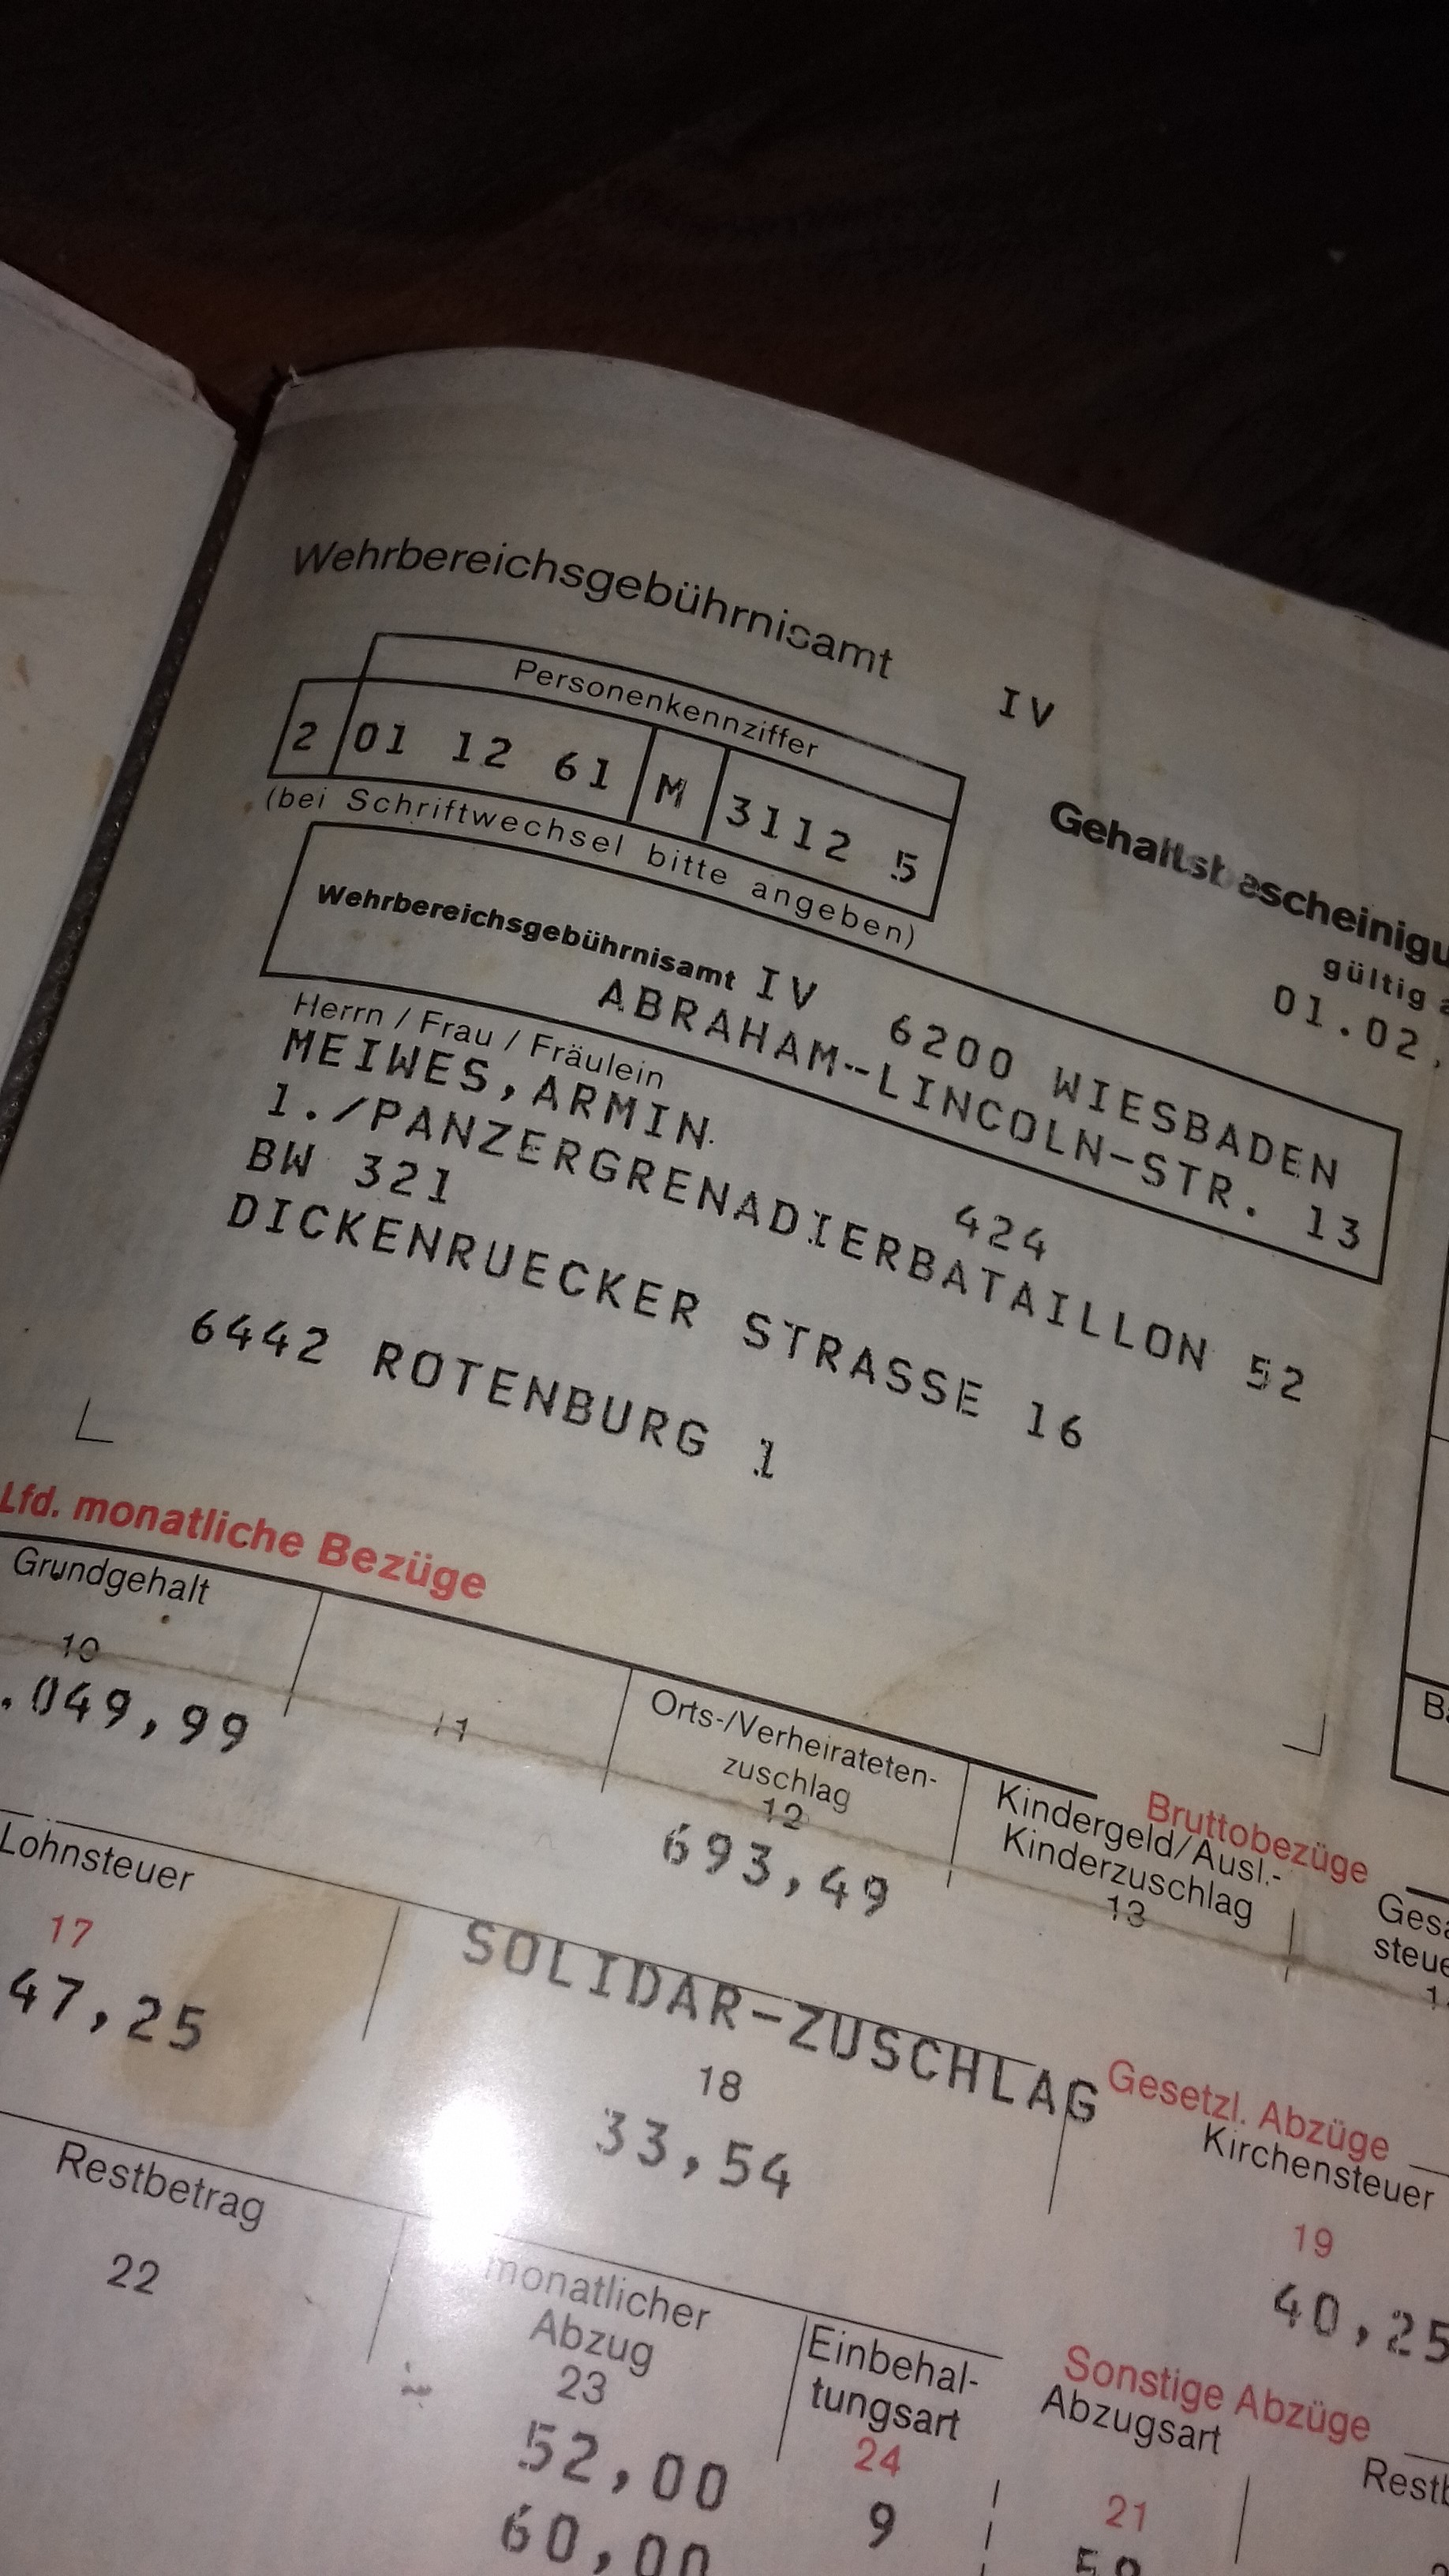 Wehrbereichsgebührnisamt IV
Personenkennziffer
2 01 12 61 M 3112 5
(bei Schriftwechsel bitte angeben)
Gehaltsbescheinigu
gültig a
01.02.
Wehrbereichsgebührnisamt IV 6200 WIESBADEN
ABRAHAM-LINCOLN-STR. 13
Herrn / Frau / Fräulein
MEIWES, ARMIN 424
1./PANZERGRENADIERBATAILLON 52
BW 321
DICKENRUECKER STRASSE 16
6442 ROTENBURG 1
Lfd. monatliche Bezüge
Bruttobezüge
Grundgehalt
10
.049,99
11
Orts-/Verheirateten-
zuschlag
12
693,49
Kindergeld/Ausl.-
Kinderzuschlag
13
Gesa
steue
Gesetzl. Abzüge
Lohnsteuer
17
47,25
SOLIDAR-ZUSCHLAG
18
33,54
Kirchensteuer
19
40,25
Sonstige Abzüge
Restbetrag
22
monatlicher
Abzug
23
52,00
60,00
Einbehal-
tungsart
24
9
Abzugsart
21
Restb